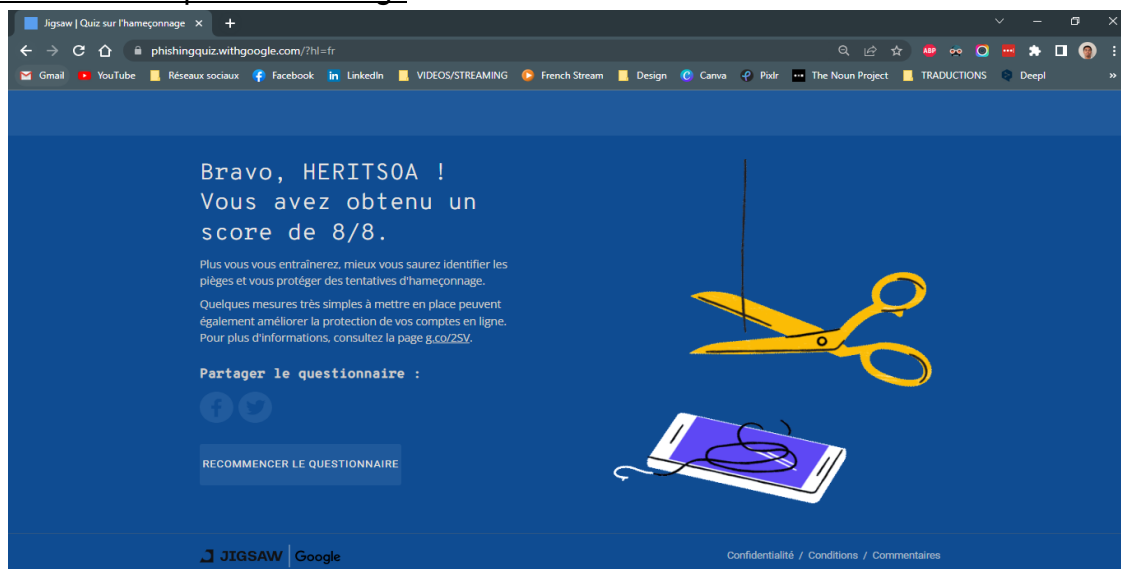 Jigsaw | Quiz sur l'hameçonnage
phishingquiz.withgoogle.com/?hl=fr
ABP
Gmail YouTube Réseaux sociaux Facebook LinkedIn VIDEOS/STREAMING French Stream Design Canva Pixlr The Noun Project TRADUCTIONS Deepl »
Bravo, HERITSOA !
Vous avez obtenu un
score de 8/8.
Plus vous vous entraînerez, mieux vous saurez identifier les
pièges et vous protéger des tentatives d'hameçonnage.
Quelques mesures très simples à mettre en place peuvent
également améliorer la protection de vos comptes en ligne.
Pour plus d'informations, consultez la page g.co/2SV.
Partager le questionnaire :
RECOMMENCER LE QUESTIONNAIRE
JIGSAW | Google
Confidentialité / Conditions / Commentaires